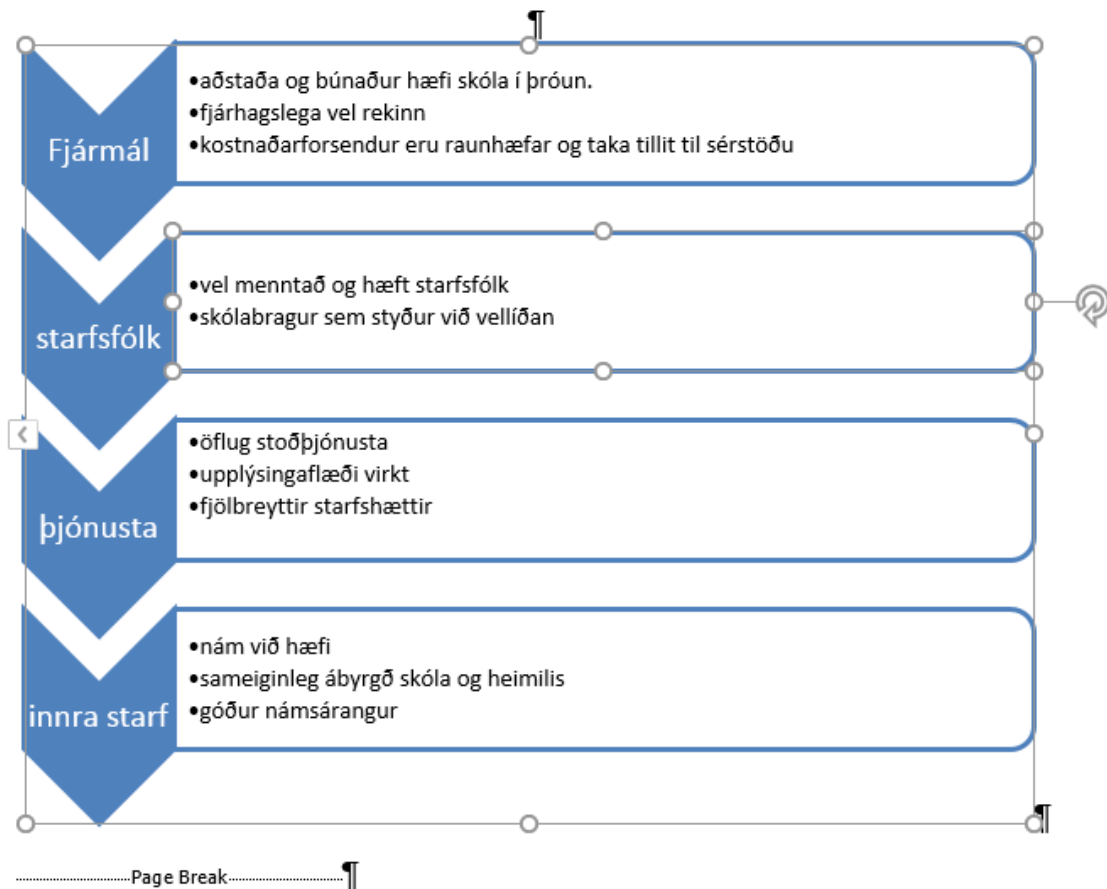 ¶
Fjármál
•aðstaða og búnaður hæfi skóla í þróun.
•fjárhagslega vel rekinn
•kostnaðarforsendur eru raunhæfar og taka tillit til sérstöðu
starfsfólk
•vel menntað og hæft starfsfólk
•skólabragur sem styður við vellíðan
þjónusta
•öflug stoðþjónusta
•upplýsingaflæði virkt
•fjölbreyttir starfshættir
innra starf
•nám við hæfi
•sameiginleg ábyrgð skóla og heimilis
•góður námsárangur
¶
Page Break¶